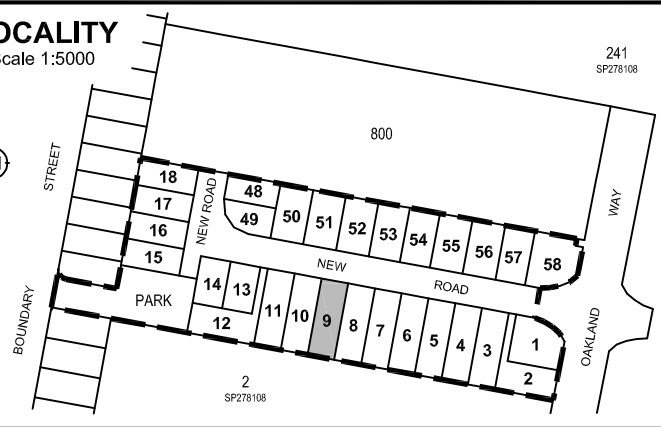 OCALITY
Scale 1:5000
241
SP278108
800
STREET
WAY
18
48
17
NEW ROAD
49
50
51
52
53
54
55
56
57
58
16
15
NEW
ROAD
PARK
14
13
12
11
10
9
8
7
6
5
4
3
1
2
BOUNDARY
OAKLAND
2
SP278108